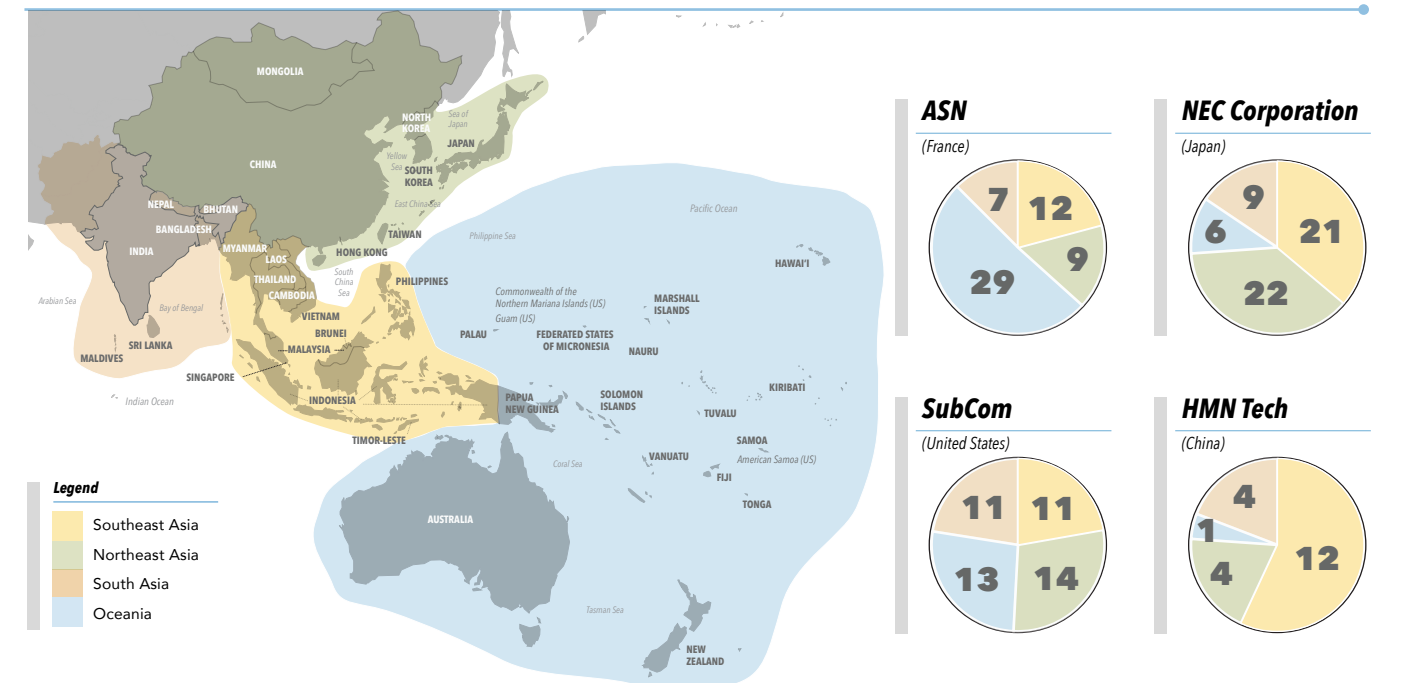 MONGOLIA
NORTH
KOREA
Sea of
Japan
JAPAN
CHINA
Yellow
Sea
SOUTH
KOREA
East China Sea
NEPAL
BHUTAN
BANGLADESH
TAIWAN
INDIA
MYANMAR
LAOS
HONG KONG
THAILAND
CAMBODIA
South
China
Sea
PHILIPPINES
Arabian Sea
Bay of Bengal
VIETNAM
BRUNEI
MALAYSIA
SRI LANKA
MALDIVES
SINGAPORE
Indian Ocean
INDONESIA
TIMOR-LESTE
Pacific Ocean
Philippine Sea
HAWAI'I
Commonwealth of the
Northern Mariana Islands (US)
Guam (US)
MARSHALL
ISLANDS
PALAU
FEDERATED STATES
OF MICRONESIA
NAURU
KIRIBATI
PAPUA
NEW GUINEA
SOLOMON
ISLANDS
TUVALU
SAMOA
American Samoa (US)
VANUATU
FIJI
TONGA
Coral Sea
AUSTRALIA
Tasman Sea
NEW
ZEALAND
Legend
Southeast Asia
Northeast Asia
South Asia
Oceania
ASN
(France)
7
12
9
29
NEC Corporation
(Japan)
9
21
6
22
SubCom
(United States)
11
11
13
14
HMN Tech
(China)
4
1
12
4